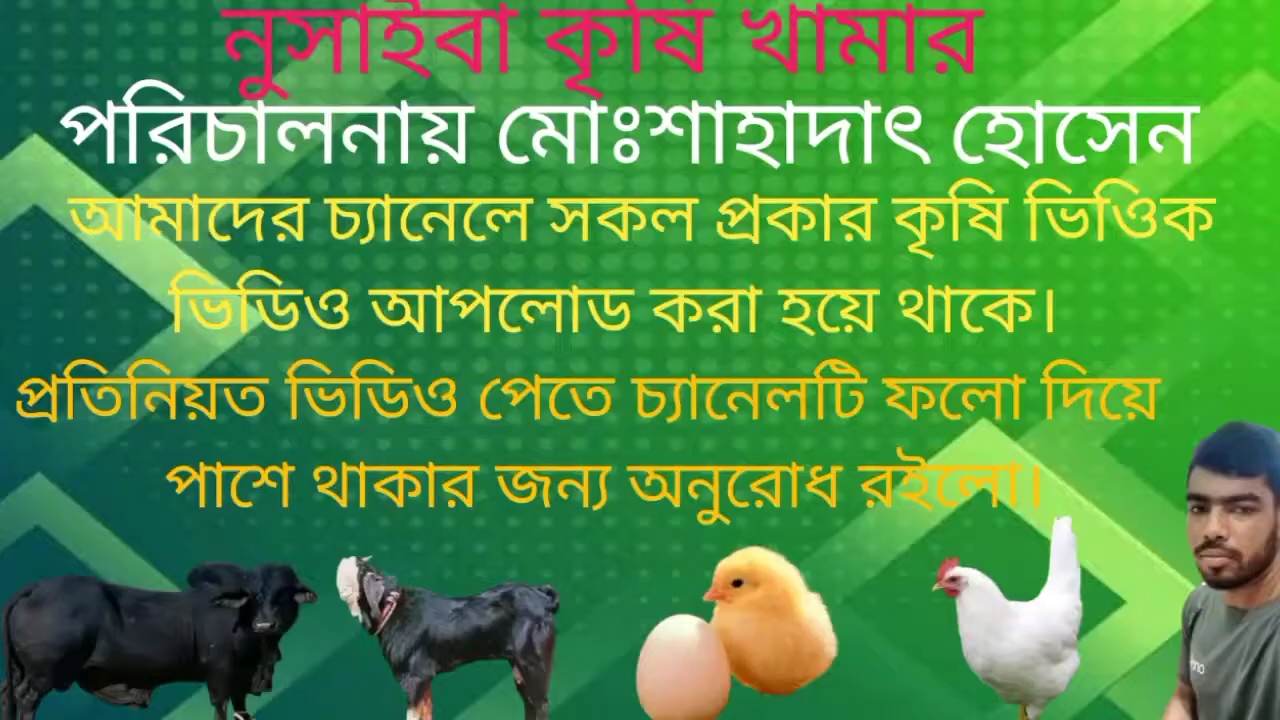 নুসাইবা কৃষি খামার
পরিচালনায় মোঃশাহাদাৎ হোসেন
আমাদের চ্যানেলে সকল প্রকার কৃষি ভিত্তিক
ভিডিও আপলোড করা হয়ে থাকে।
প্রতিনিয়ত ভিডিও পেতে চ্যানেলটি ফলো দিয়ে
পাশে থাকার জন্য অনুরোধ রইলো।